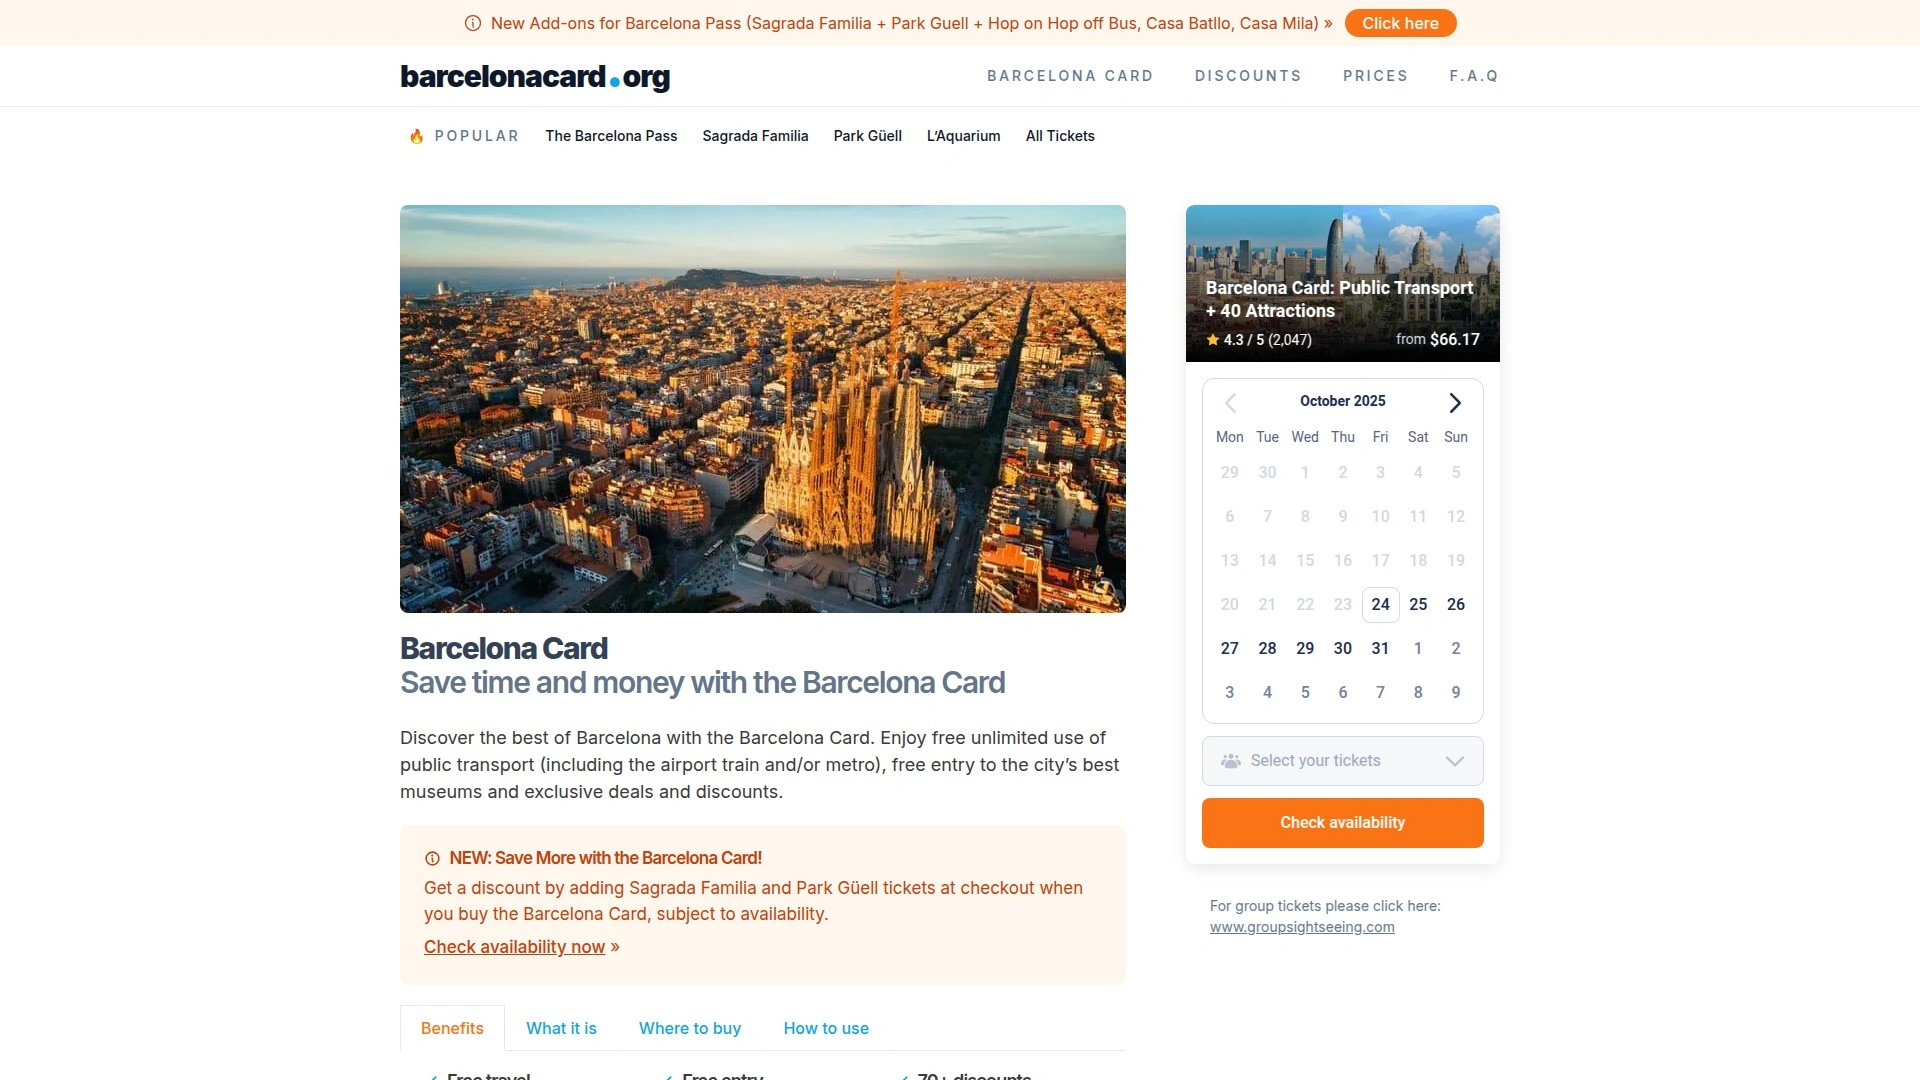 New Add-ons for Barcelona Pass (Sagrada Familia + Park Guell + Hop on Hop off Bus, Casa Batllo, Casa Mila) » Click here
barcelonacard.org BARCELONA CARD DISCOUNTS PRICES F.A.Q
🔥 POPULAR The Barcelona Pass Sagrada Familia Park Güell L'Aquarium All Tickets
Barcelona Card
Save time and money with the Barcelona Card
Discover the best of Barcelona with the Barcelona Card. Enjoy free unlimited use of
public transport (including the airport train and/or metro), free entry to the city’s best
museums and exclusive deals and discounts.
NEW: Save More with the Barcelona Card!
Get a discount by adding Sagrada Familia and Park Güell tickets at checkout when
you buy the Barcelona Card, subject to availability.
Check availability now »
Benefits What it is Where to buy How to use
Free travel Free entry 70+ discounts
Barcelona Card: Public Transport
+ 40 Attractions
4.3 / 5 (2,047) from $66.17
October 2025
Mon Tue Wed Thu Fri Sat Sun
29 30 1 2 3 4 5
6 7 8 9 10 11 12
13 14 15 16 17 18 19
20 21 22 23 24 25 26
27 28 29 30 31 1 2
3 4 5 6 7 8 9
Select your tickets
Check availability
For group tickets please click here:
www.groupsightseeing.com